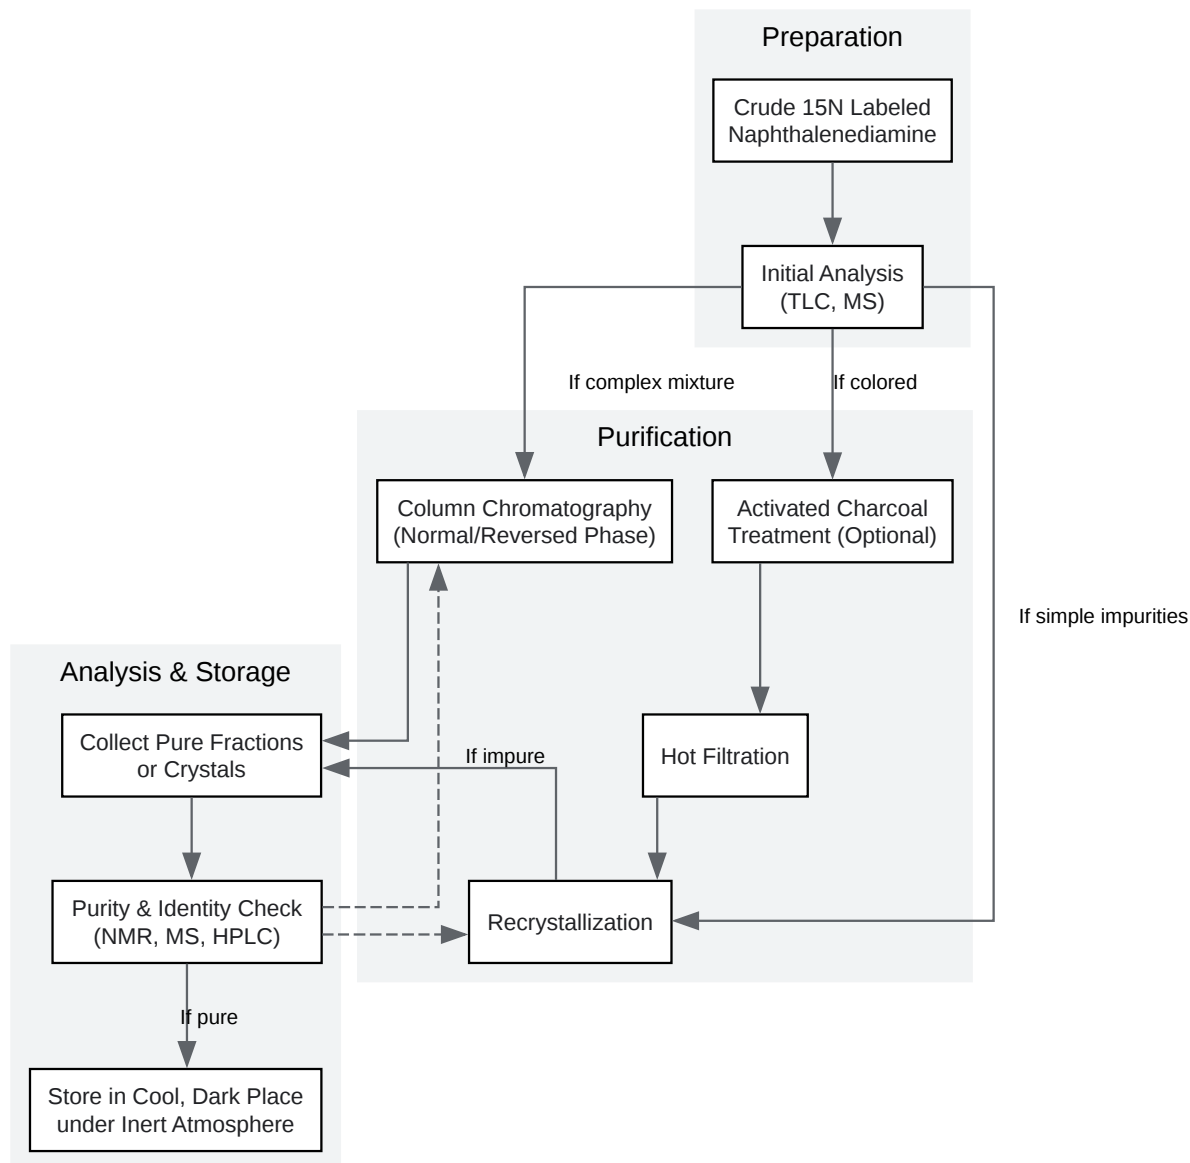 Preparation
Crude 15N Labeled
Naphthalenediamine
Initial Analysis
(TLC, MS)
If complex mixture
If colored
If simple impurities
Purification
Column Chromatography
(Normal/Reversed Phase)
Activated Charcoal
Treatment (Optional)
Hot Filtration
Recrystallization
If impure
Analysis & Storage
Collect Pure Fractions
or Crystals
Purity & Identity Check
(NMR, MS, HPLC)
If pure
Store in Cool, Dark Place
under Inert Atmosphere